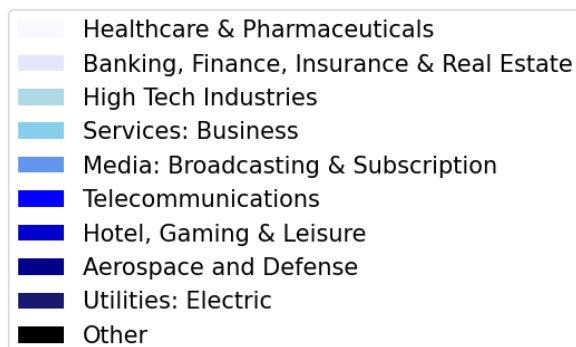 Healthcare & Pharmaceuticals
Banking, Finance, Insurance & Real Estate
High Tech Industries
Services: Business
Media: Broadcasting & Subscription
Telecommunications
Hotel, Gaming & Leisure
Aerospace and Defense
Utilities: Electric
Other